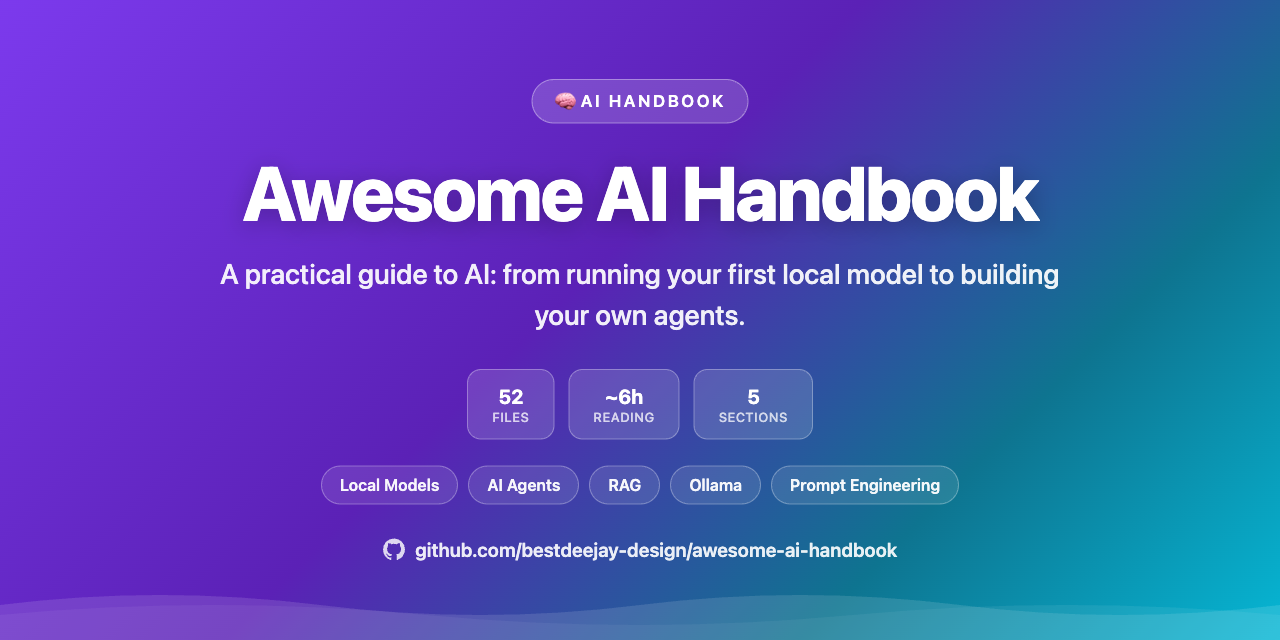 🧠 AI HANDBOOK
Awesome AI Handbook
A practical guide to AI: from running your first local model to building
your own agents.
52
FILES
~6h
READING
5
SECTIONS
Local Models
AI Agents
RAG
Ollama
Prompt Engineering
github.com/bestdeejay-design/awesome-ai-handbook